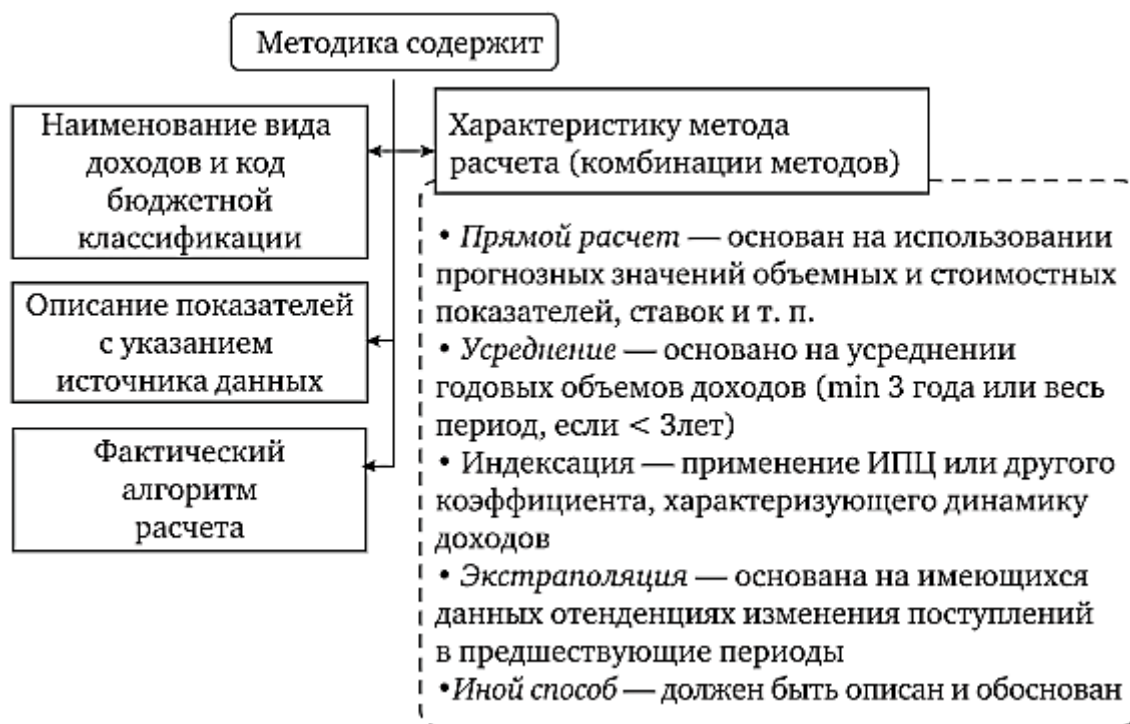 Методика содержит
Наименование вида
доходов и код
бюджетной
классификации
Описание показателей
с указанием
источника данных
Фактический
алгоритм
расчета
Характеристику метода
расчета (комбинации методов)
• Прямой расчет — основан на использовании
прогнозных значений объемных и стоимостных
показателей, ставок и т. п.
• Усреднение — основано на усреднении
годовых объемов доходов (min 3 года или весь
период, если < 3лет)
• Индексация — применение ИПЦ или другого
коэффициента, характеризующего динамику
доходов
• Экстраполяция — основана на имеющихся
данных отенденциях изменения поступлений
в предшествующие периоды
•Иной способ — должен быть описан и обоснован